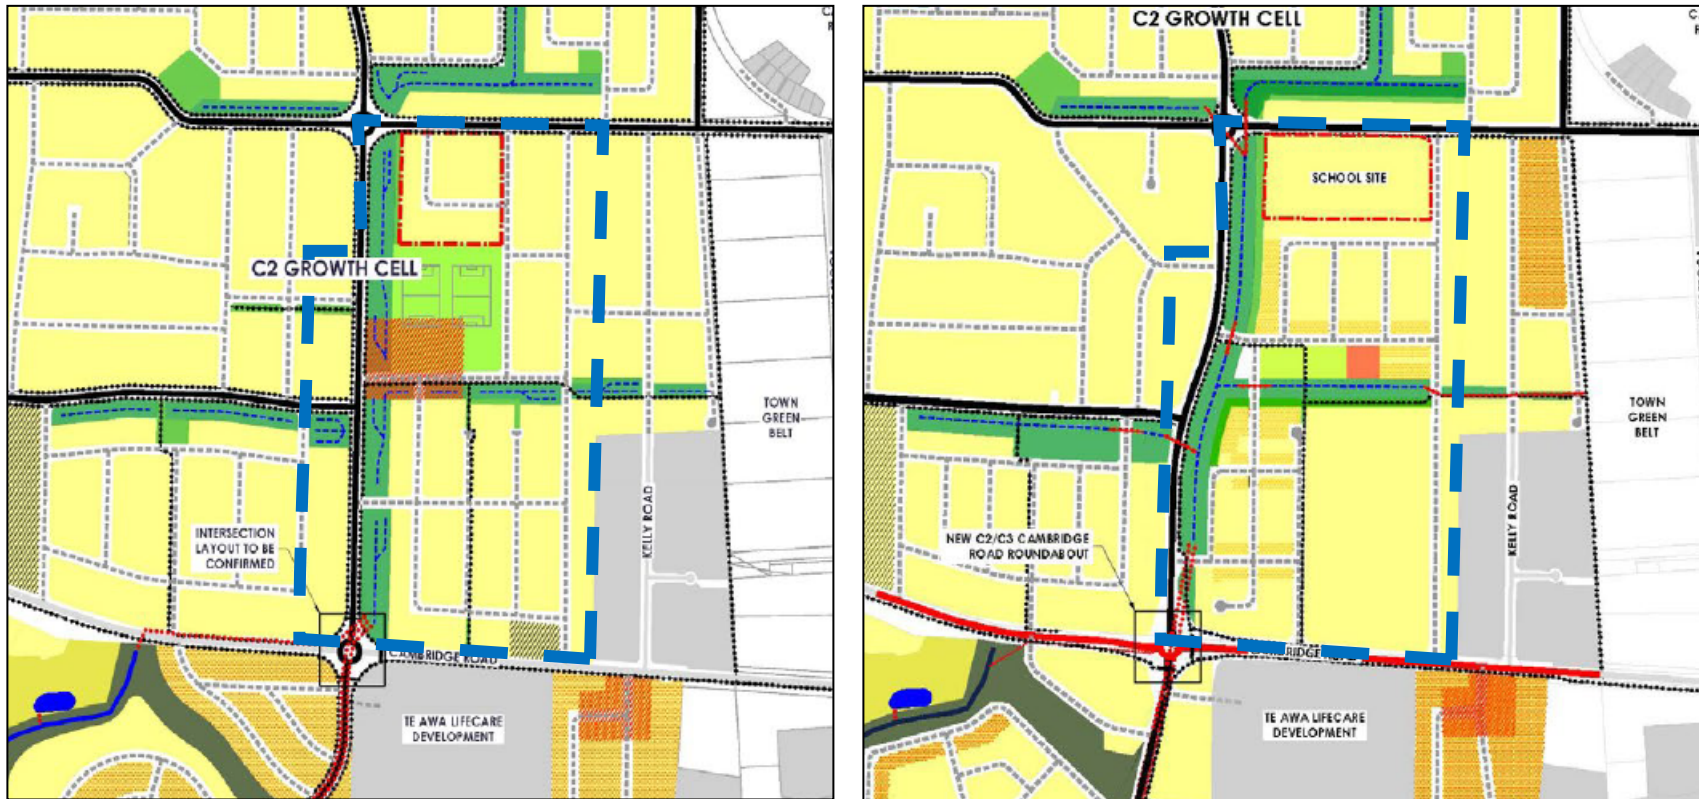 C2 GROWTH CELL
TOWN
GREEN
BELT
INTERSECTION
LAYOUT TO BE
CONFIRMED
KELLY ROAD
CAMBRIDGE ROAD
TE AWA LIFECARE
DEVELOPMENT
C2 GROWTH CELL
SCHOOL SITE
TOWN
GREEN
BELT
NEW C2/C3 CAMBRIDGE
ROAD ROUNDABOUT
KELLY ROAD
TE AWA LIFECARE
DEVELOPMENT